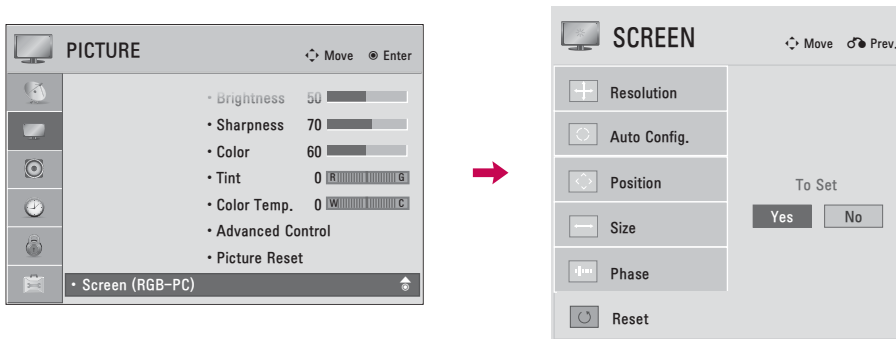 PICTURE
Move Enter
• Brightness 50
• Sharpness 70
• Color 60
• Tint 0 R G
• Color Temp. 0 W C
• Advanced Control
• Picture Reset
• Screen (RGB-PC)
SCREEN
Move Prev.
Resolution
Auto Config.
Position
Size
Phase
Reset
To Set
Yes No